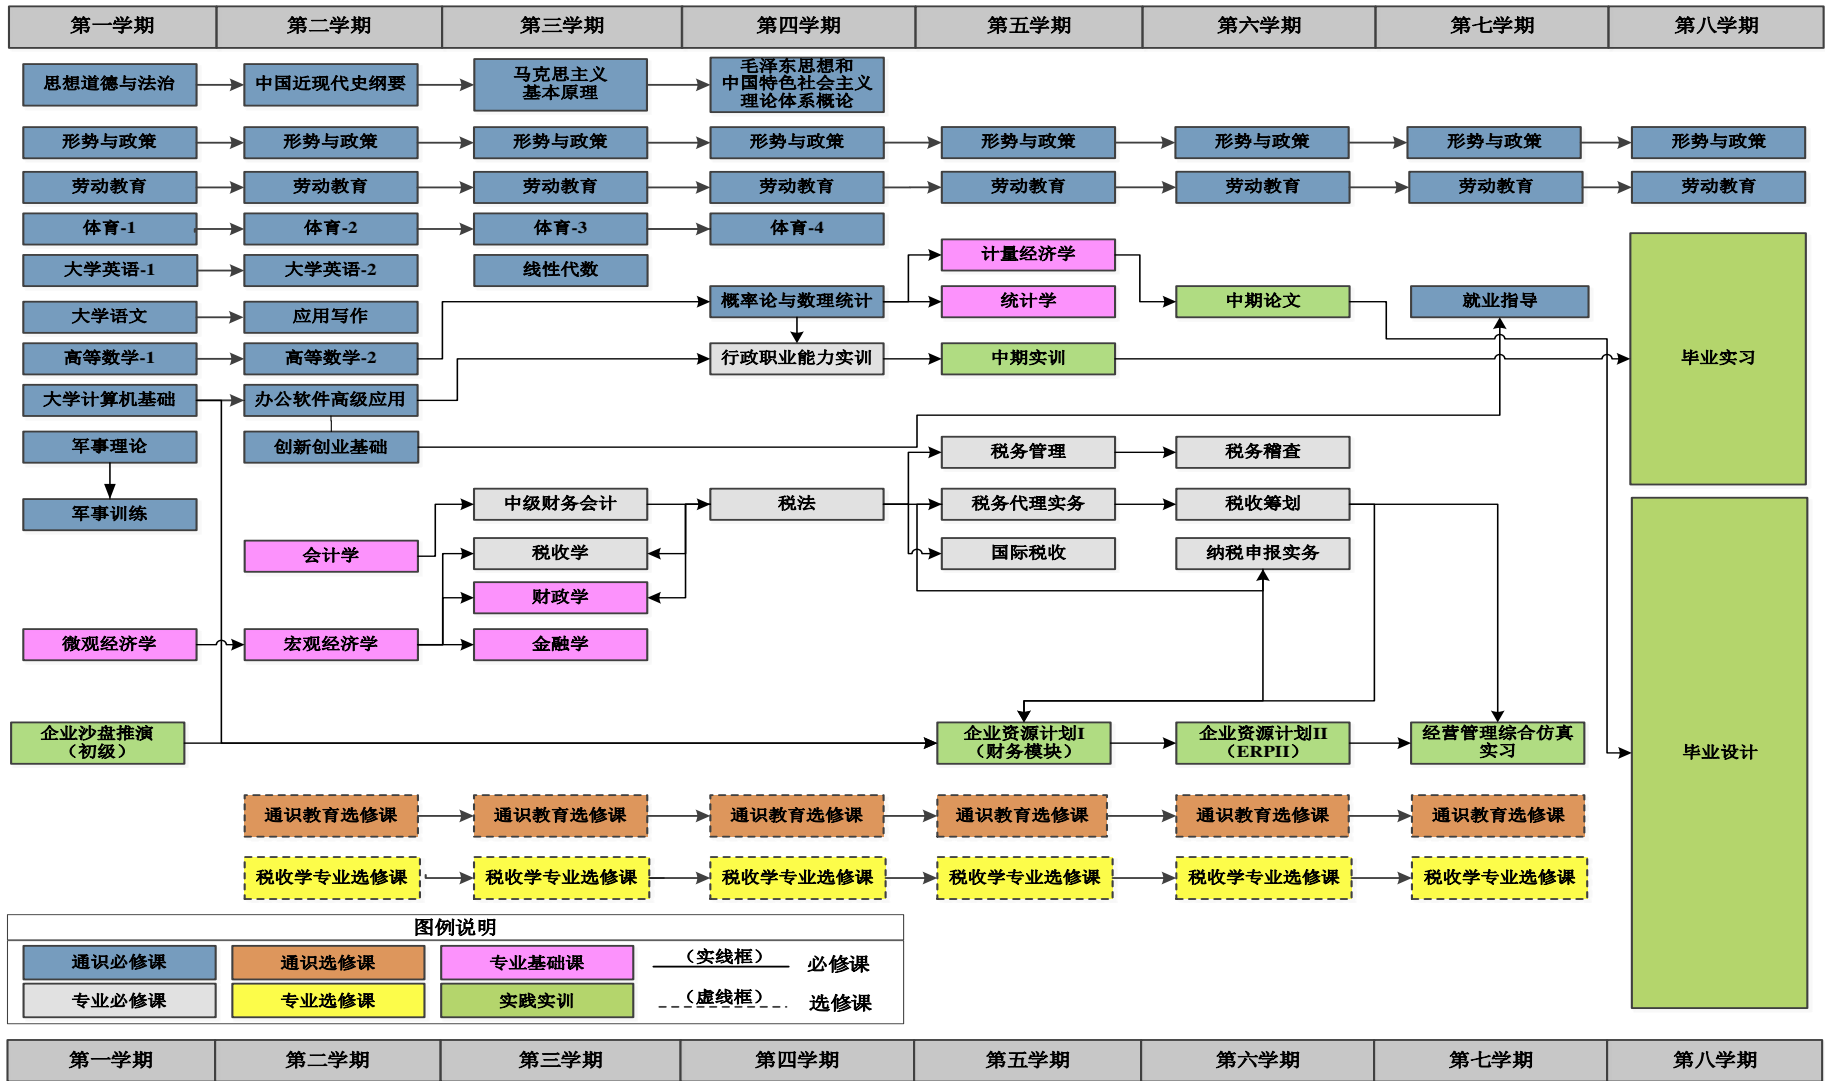 第一学期
第二学期
第三学期
第四学期
第五学期
第六学期
第七学期
第八学期
思想道德与法治
中国近现代史纲要
马克思主义
基本原理
毛泽东思想和
中国特色社会主义
理论体系概论
形势与政策
形势与政策
形势与政策
形势与政策
形势与政策
形势与政策
形势与政策
形势与政策
劳动教育
劳动教育
劳动教育
劳动教育
劳动教育
劳动教育
劳动教育
劳动教育
体育-1
体育-2
体育-3
体育-4
计量经济学
大学英语-1
大学英语-2
线性代数
大学语文
应用写作
概率论与数理统计
统计学
中期论文
就业指导
高等数学-1
高等数学-2
行政职业能力实训
中期实训
毕业实习
大学计算机基础
办公软件高级应用
军事理论
创新创业基础
税务管理
税务稽查
军事训练
中级财务会计
税法
税务代理实务
税收筹划
会计学
税收学
国际税收
纳税申报实务
财政学
微观经济学
宏观经济学
金融学
企业沙盘推演
（初级）
企业资源计划I
（财务模块）
企业资源计划II
（ERPII）
经营管理综合仿真
实习
毕业设计
通识教育选修课
通识教育选修课
通识教育选修课
通识教育选修课
通识教育选修课
通识教育选修课
税收学专业选修课
税收学专业选修课
税收学专业选修课
税收学专业选修课
税收学专业选修课
税收学专业选修课
图例说明
通识必修课
通识选修课
专业基础课
（实线框）
必修课
专业必修课
专业选修课
实践实训
（虚线框）
选修课
第一学期
第二学期
第三学期
第四学期
第五学期
第六学期
第七学期
第八学期